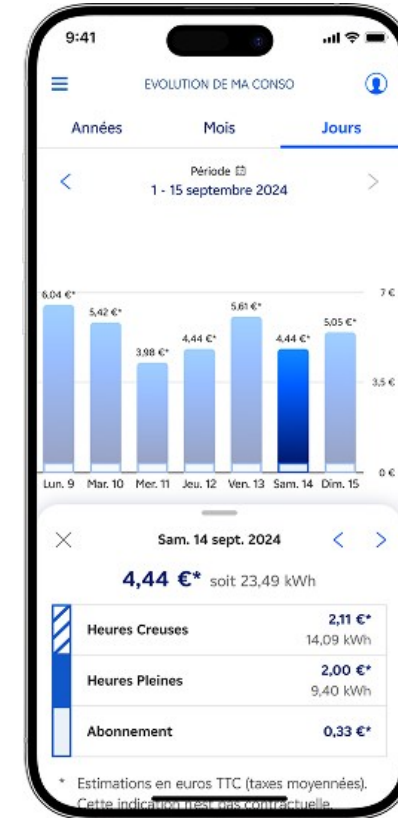 9:41
EVOLUTION DE MA CONSO
Années Mois Jours
Période
1 - 15 septembre 2024
7 €
6,04 €* 5,42 €* 3,98 €* 4,44 €* 5,61 €* 4,44 €* 5,05 €*
3,5 €
0 €
Lun. 9 Mar. 10 Mer. 11 Jeu. 12 Ven. 13 Sam. 14 Dim. 15
Sam. 14 sept. 2024
4,44 €* soit 23,49 kWh
Heures Creuses 2,11 €*
14,09 kWh
Heures Pleines 2,00 €*
9,40 kWh
Abonnement 0,33 €*
* Estimations en euros TTC (taxes moyennées).
Cette indication n'est pas contractuelle.